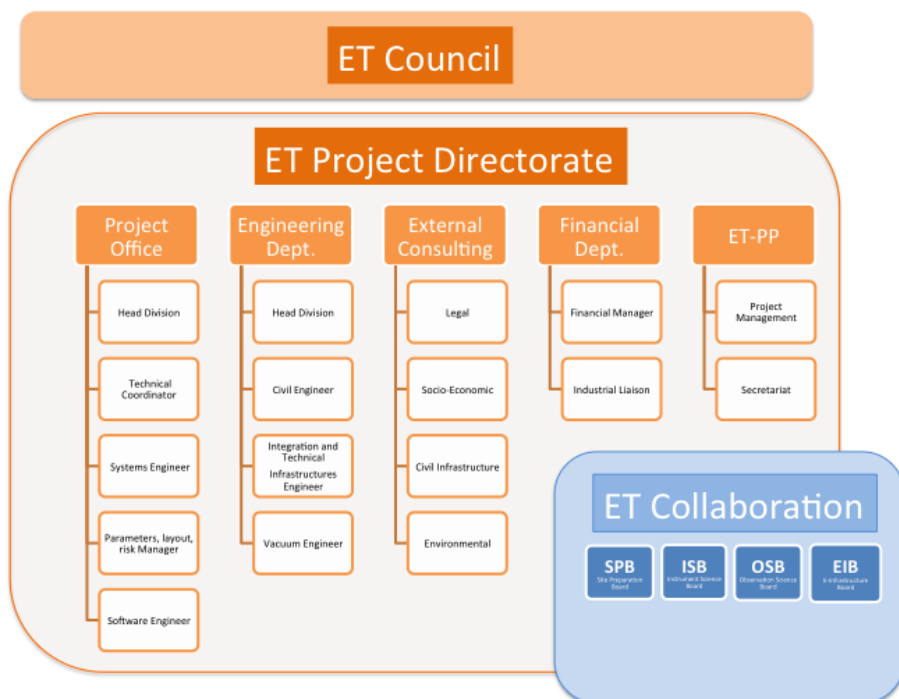 ET Council
ET Project Directorate
Project
Office
Head Division
Technical
Coordinator
Systems Engineer
Parameters, layout,
risk Manager
Software Engineer
Engineering
Dept.
Head Division
Civil Engineer
Integration and
Technical
Infrastructures
Engineer
Vacuum Engineer
External
Consulting
Legal
Socio-Economic
Civil Infrastructure
Environmental
Financial
Dept.
Financial Manager
Industrial Liaison
ET-PP
Project
Management
Secretariat
ET Collaboration
SPB
Site Preparation
Board
ISB
Instrument Science
Board
OSB
Observation Science
Board
EIB
E-Infrastructure
Board